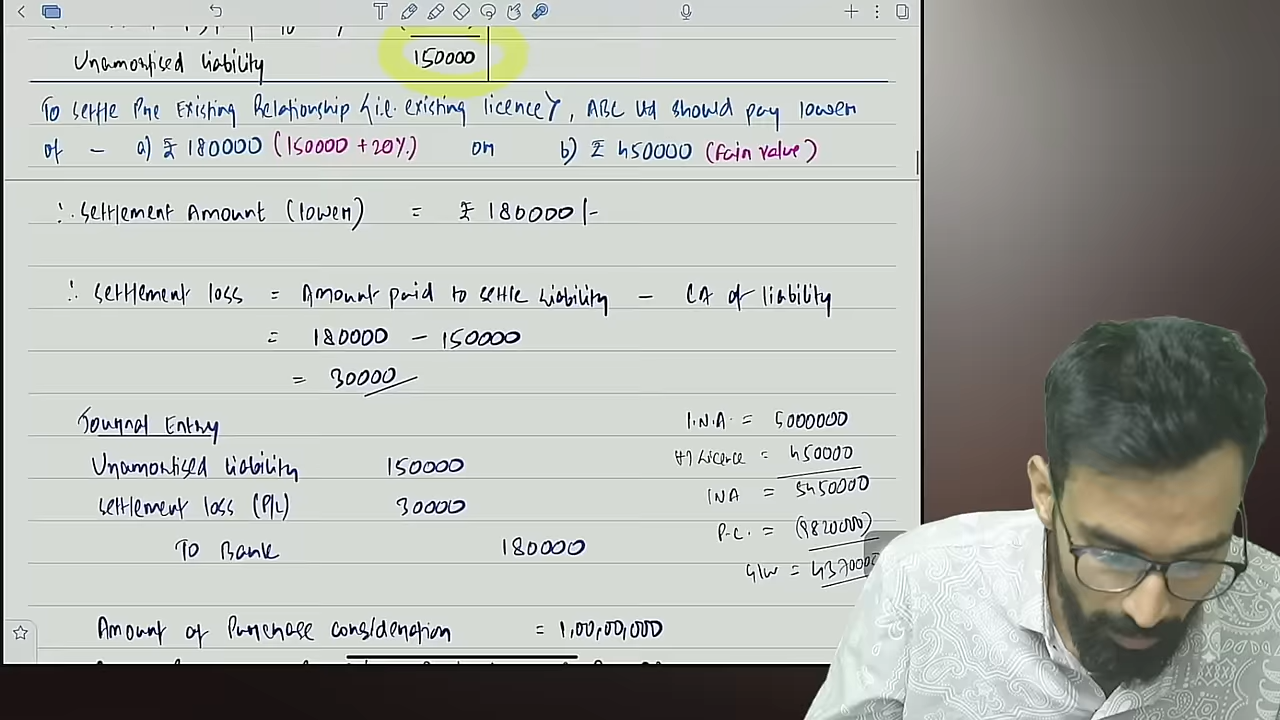 Unamortised liability 150000
To settle Pre Existing Relationship (i.e. existing licence), ABC Ltd should pay lower
of - a) ₹ 180000 (150000 + 20%) or b) ₹ 450000 (Fair value)
∴ Settlement Amount (lower) = ₹ 180000/-
∴ Settlement loss = Amount paid to settle liability - CA of liability
= 180000 - 150000
= 30000
Journal Entry
Unamortised liability 150000
Settlement loss (P/L) 30000
To Bank 180000
I.N.A. = 5000000
Licence = 450000
INA = 5450000
P.C. = (9820000)
G/W = 4370000
Amount of Purchase consideration = 1,00,00,000